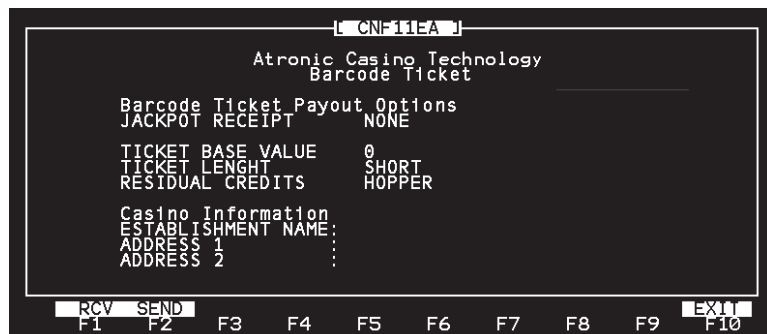 [ CNF11EA ]
Atronic Casino Technology
Barcode Ticket
Barcode Ticket Payout Options
JACKPOT RECEIPT NONE
TICKET BASE VALUE 0
TICKET LENGHT SHORT
RESIDUAL CREDITS HOPPER
Casino Information
ESTABLISHMENT NAME:
ADDRESS 1 :
ADDRESS 2 :
RCV SEND EXIT
F1 F2 F3 F4 F5 F6 F7 F8 F9 F10